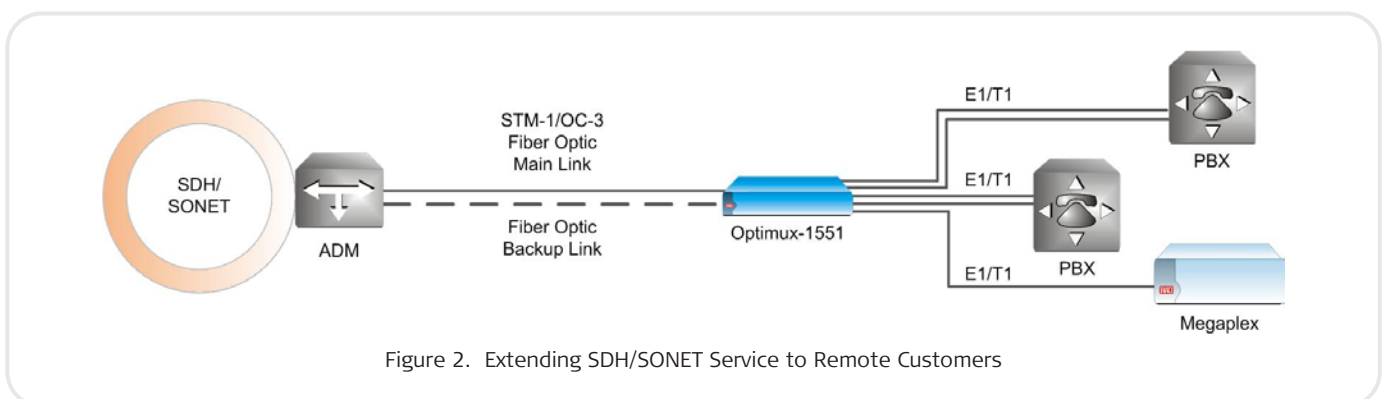 SDH/
SONET
ADM
STM-1/OC-3
Fiber Optic
Main Link
Fiber Optic
Backup Link
Optimux-1551
E1/T1
PBX
E1/T1
PBX
E1/T1
Megaplex
Figure 2. Extending SDH/SONET Service to Remote Customers